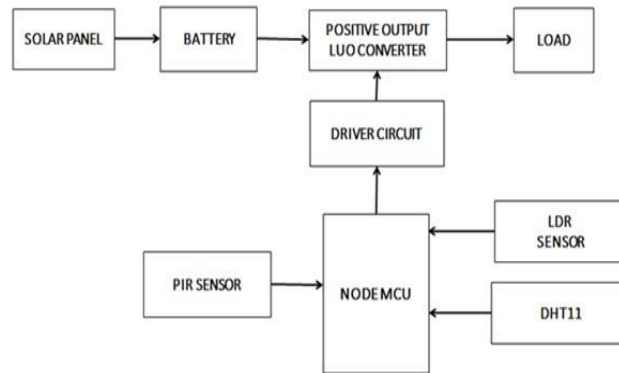 SOLAR PANEL
BATTERY
POSITIVE OUTPUT
LUO CONVERTER
LOAD
DRIVER CIRCUIT
LDR
SENSOR
PIR SENSOR
NODE MCU
DHT11